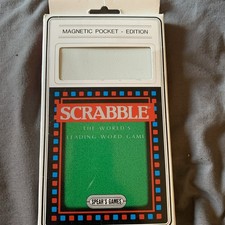 MAGNETIC POCKET - EDITION
SCRABBLE
THE WORLD'S
LEADING WORD GAME
SPEAR'S GAMES